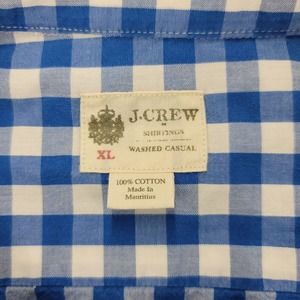 J.CREW
SHIRTINGS
XL
WASHED CASUAL
100% COTTON
Made In
Mauritius